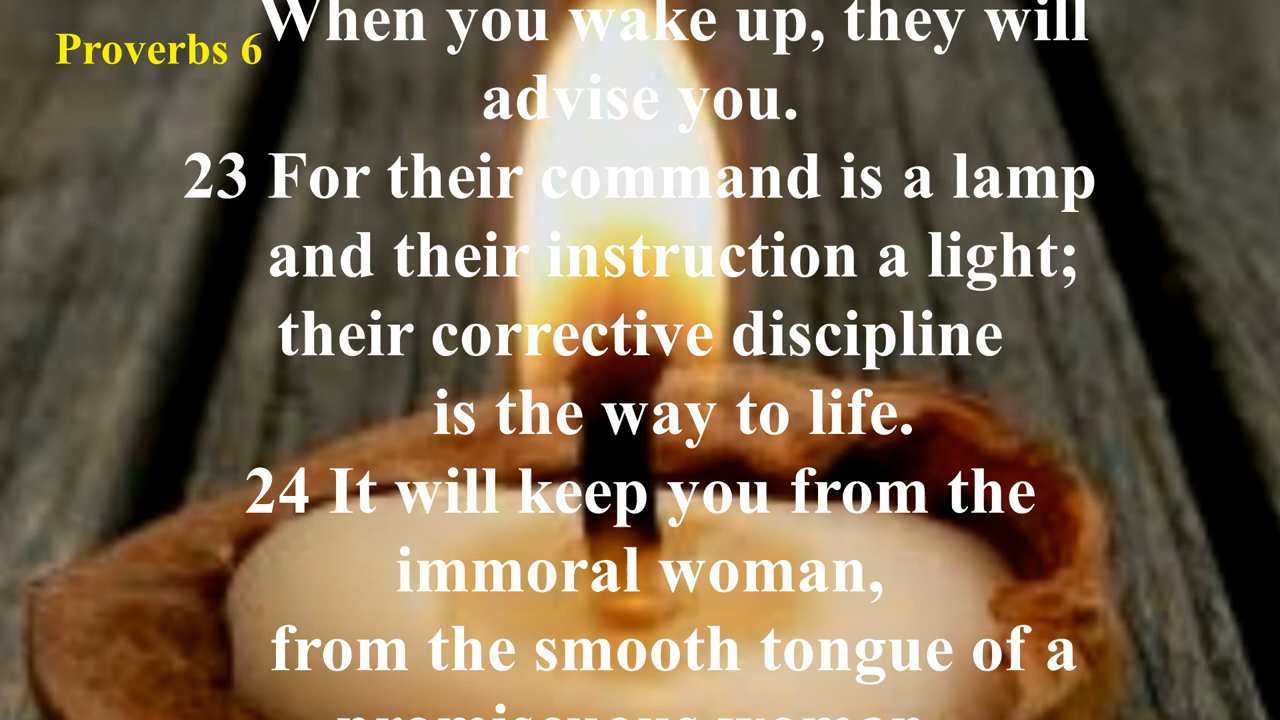 Proverbs 6
When you wake up, they will
advise you.
23 For their command is a lamp
and their instruction a light;
their corrective discipline
is the way to life.
24 It will keep you from the
immoral woman,
from the smooth tongue of a
promiscuous woman